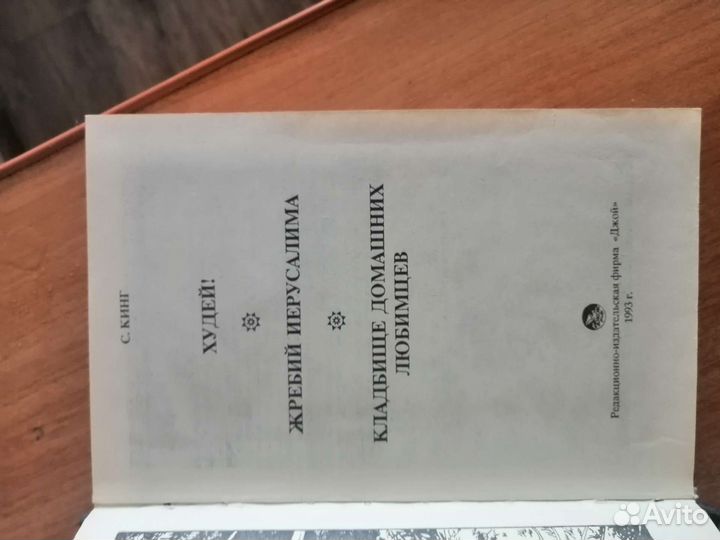 С. КИНГ
ХУДЕЙ!
ЖРЕБИЙ ИЕРУСАЛИМА
КЛАДБИЩЕ ДОМАШНИХ
ЛЮБИМЦЕВ
Редакционно-издательская фирма «Джой»
1993 г.
Avito